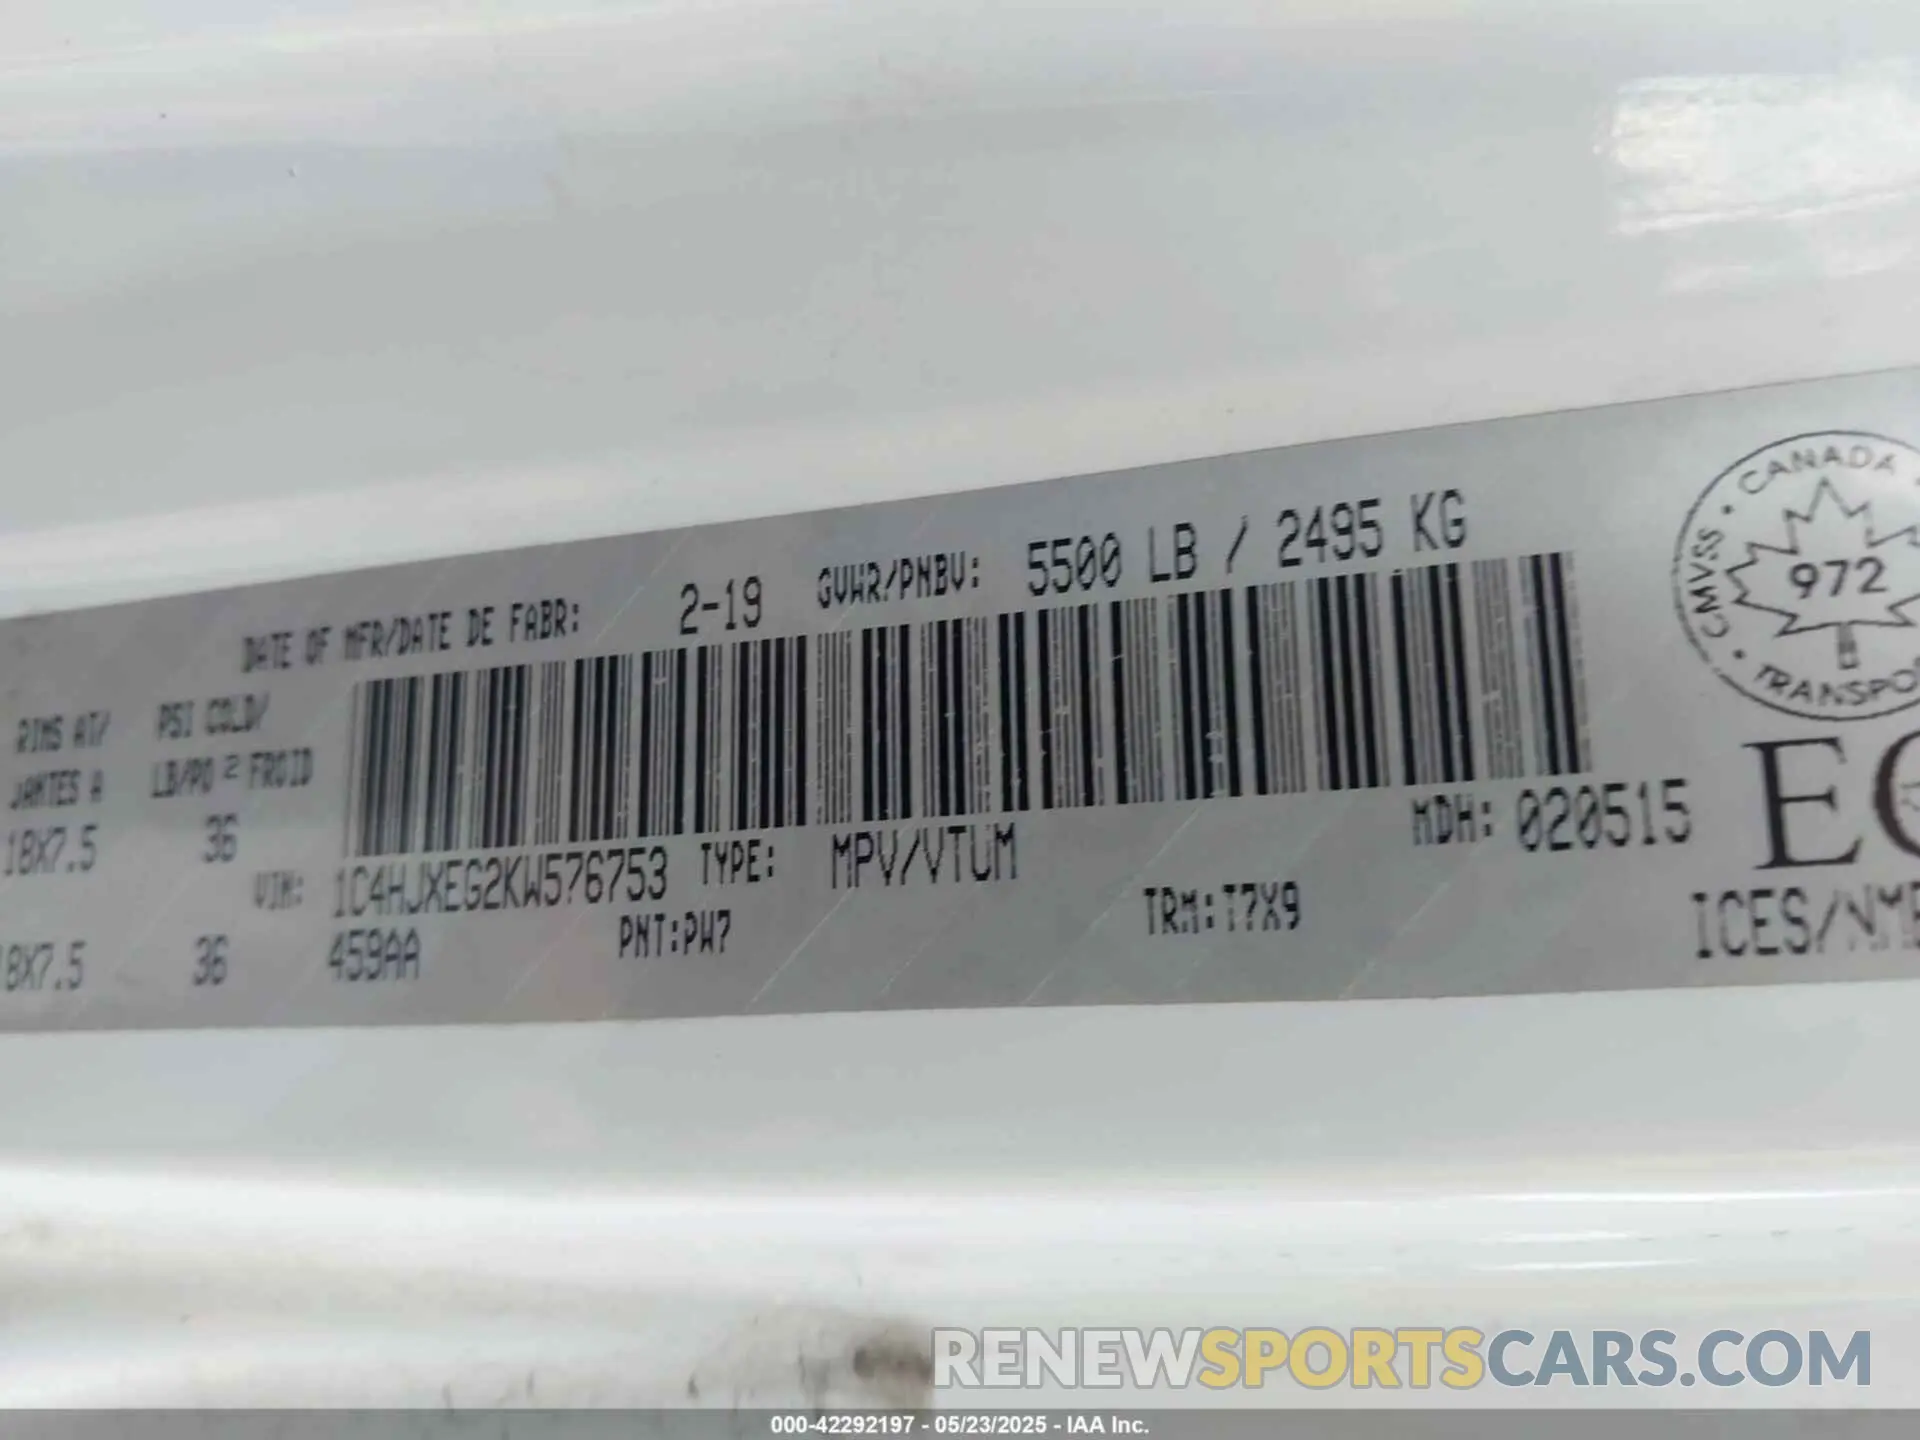 DATE OF MFR/DATE DE FABR: 2-19 GVWR/PNBV: 5500 LB / 2495 KG
RIMS AT/ PSI COLD/
JANTES A LB/PO 2 FROID
18X7.5 36
VIN: 1C4HJXEG2KW576753 TYPE: MPV/VTUM MDH: 020515
18X7.5 36 459AA PNT:PW7 TRM:T7X9
CANADA
CMVSS
972
EC
ICES/NMB
RENEWSPORTSCARS.COM
000-42292197 - 05/23/2025 - IAA Inc.